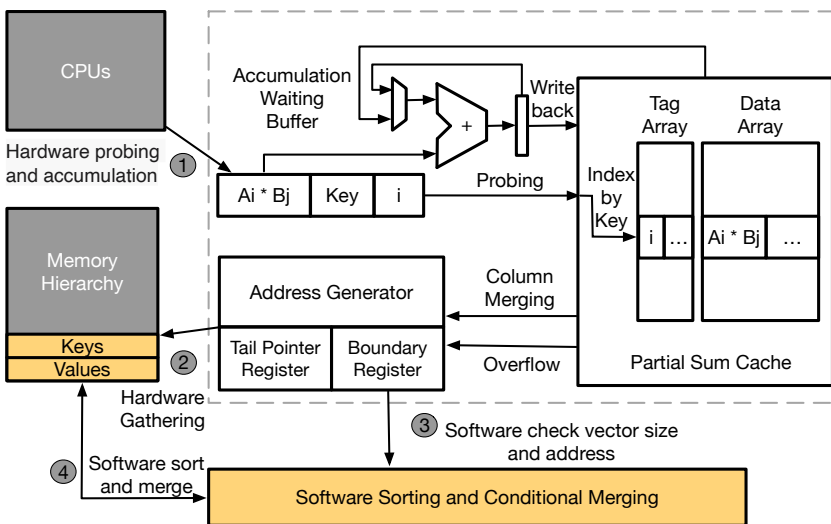 CPUs
Hardware probing
and accumulation
1
Accumulation
Waiting
Buffer
+
Write
back
Ai * Bj
Key
i
Probing
Index
by
Key
Tag
Array
Data
Array
i
...
Ai * Bj
...
Partial Sum Cache
Memory
Hierarchy
Keys
Values
2
Hardware
Gathering
Address Generator
Tail Pointer
Register
Boundary
Register
Column
Merging
Overflow
3
Software check vector size
and address
4
Software sort
and merge
Software Sorting and Conditional Merging